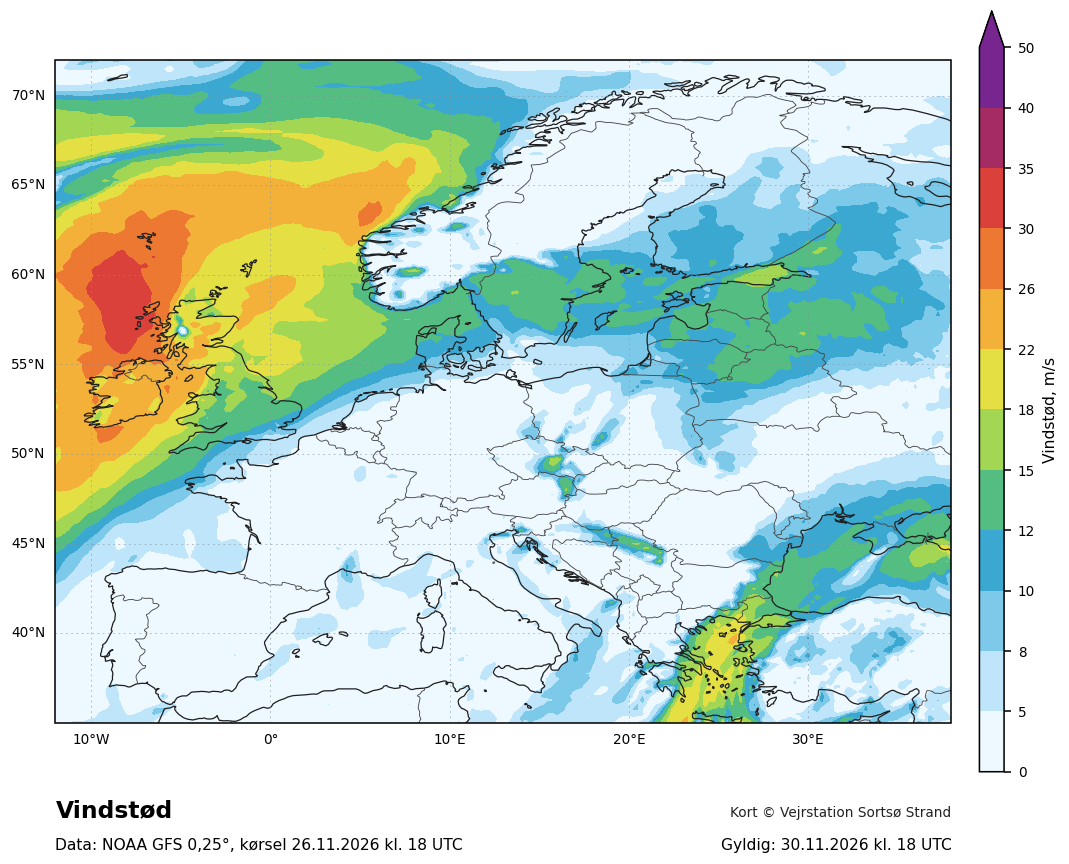 50
40
35
30
26
22
18
15
12
10
8
5
0
Vindstød, m/s
70°N
65°N
60°N
55°N
50°N
45°N
40°N
10°W
0°
10°E
20°E
30°E
Vindstød
Kort © Vejrstation Sortsø Strand
Data: NOAA GFS 0,25°, kørsel 26.11.2026 kl. 18 UTC
Gyldig: 30.11.2026 kl. 18 UTC